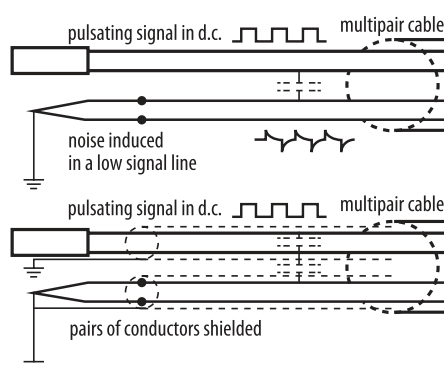 pulsating signal in d.c.
multipair cable
noise induced
in a low signal line
pulsating signal in d.c.
multipair cable
pairs of conductors shielded